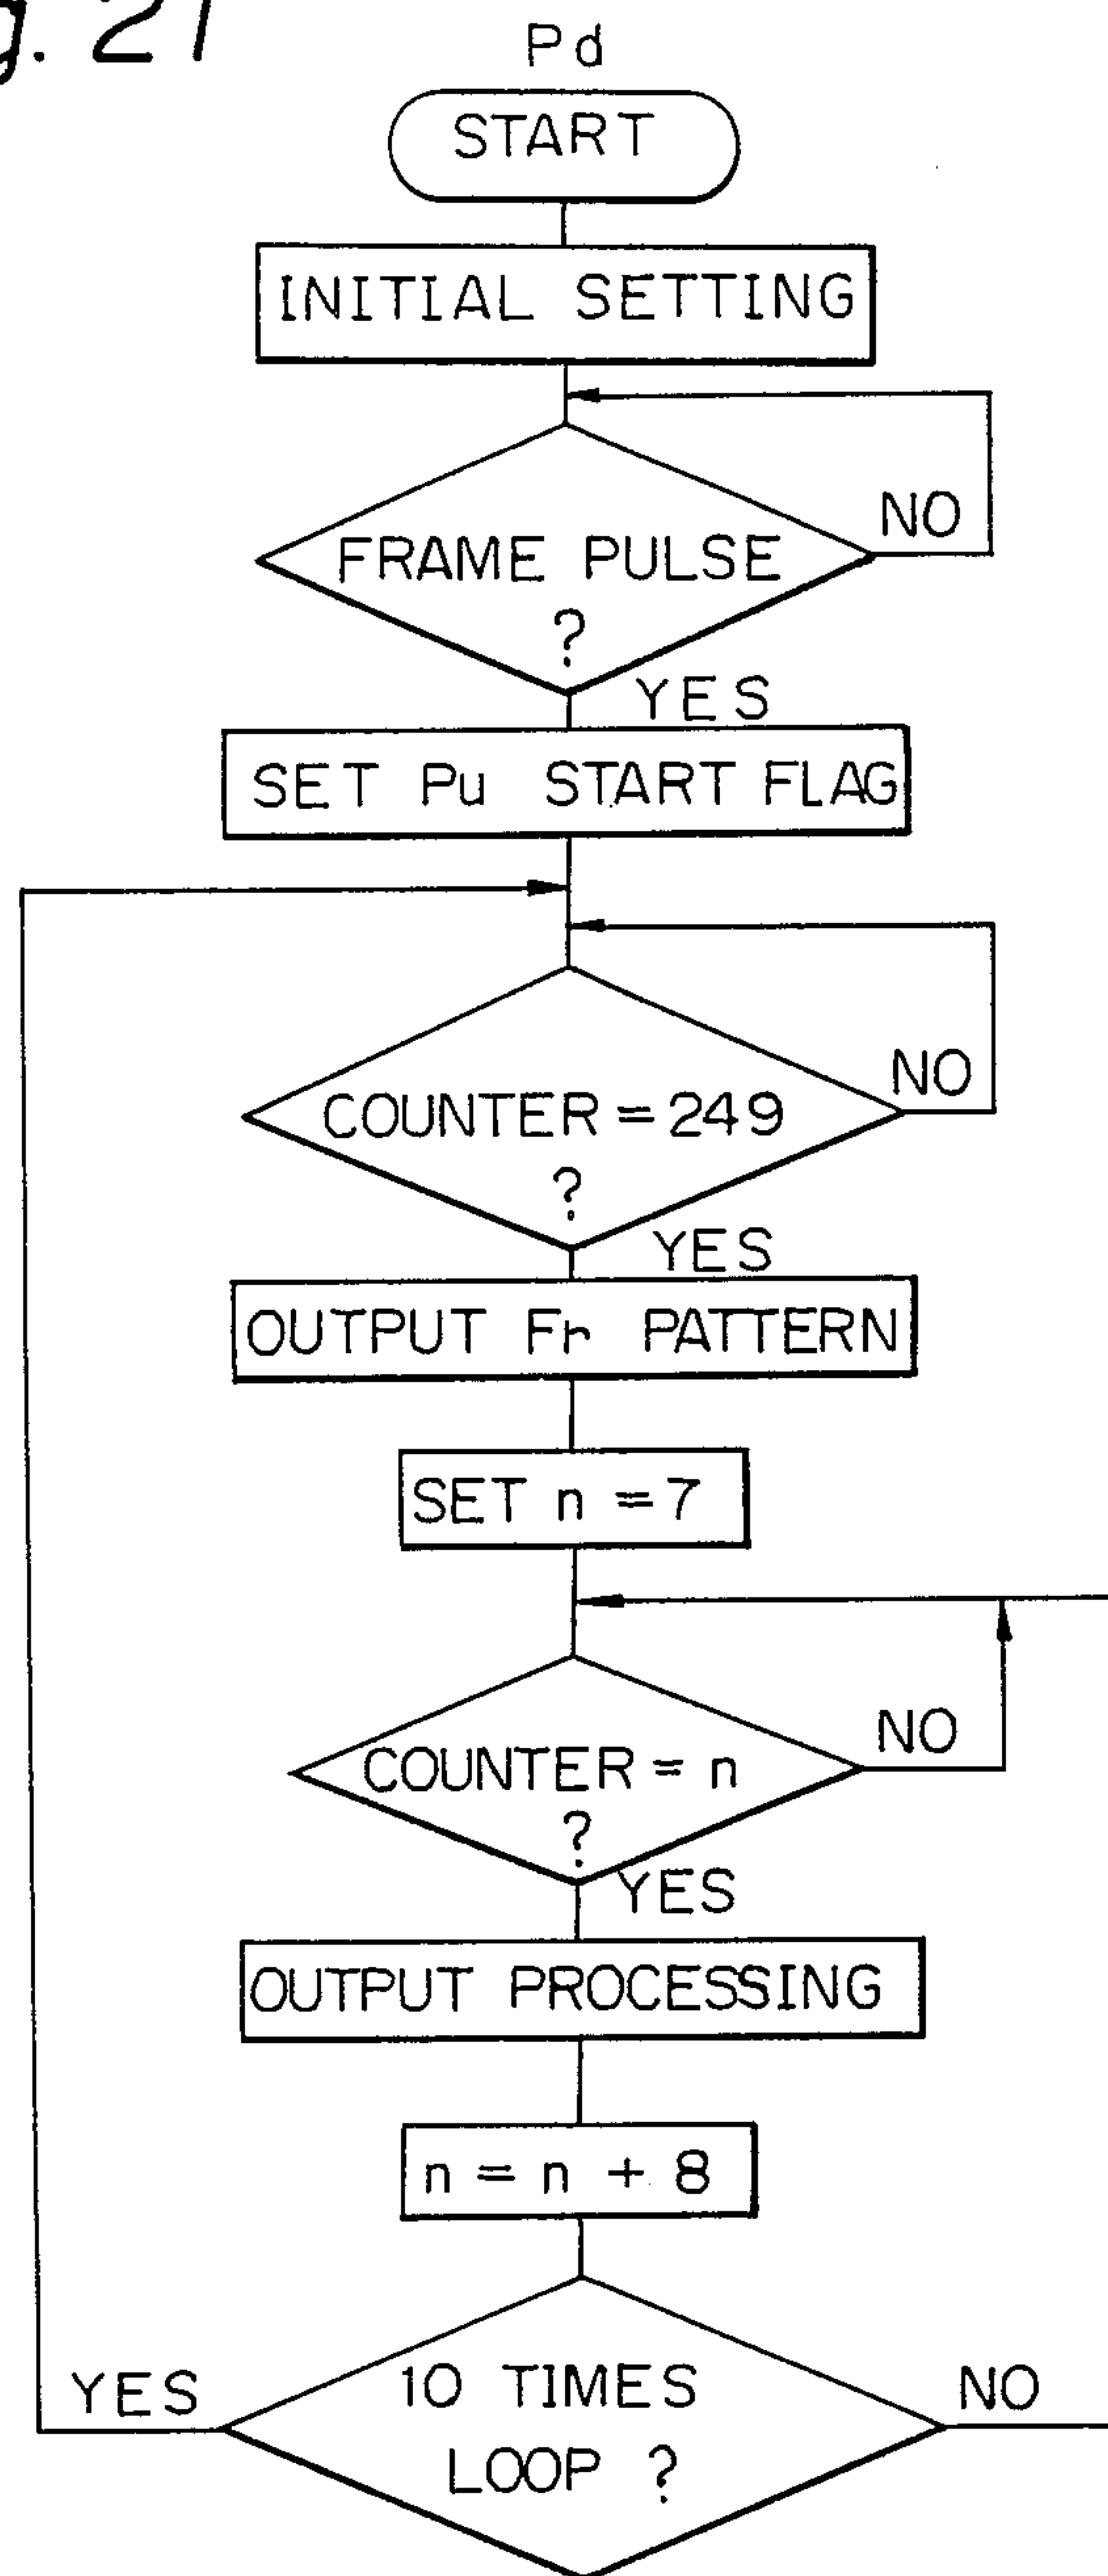 g. 21
Pd
START
INITIAL SETTING
FRAME PULSE
?
NO
YES
SET Pu START FLAG
COUNTER = 249
?
NO
YES
OUTPUT Fr PATTERN
SET n = 7
COUNTER = n
?
NO
YES
OUTPUT PROCESSING
n = n + 8
10 TIMES
LOOP ?
YES
NO